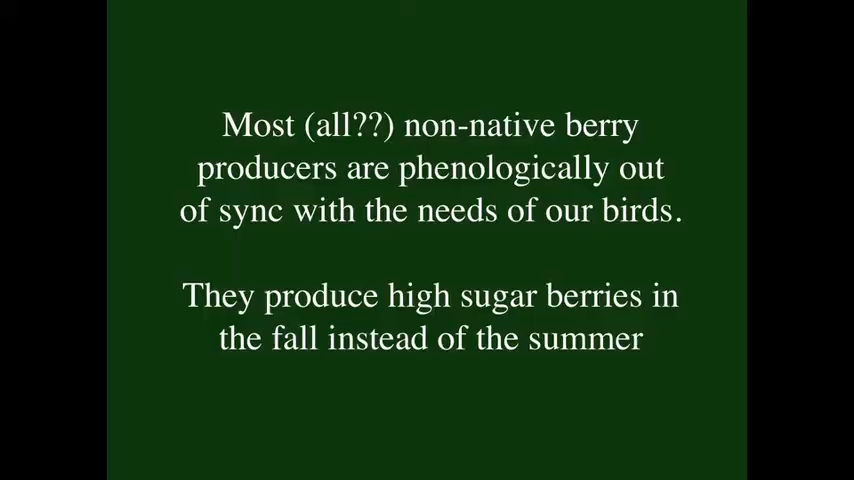 Most (all??) non-native berry
producers are phenologically out
of sync with the needs of our birds.
They produce high sugar berries in
the fall instead of the summer